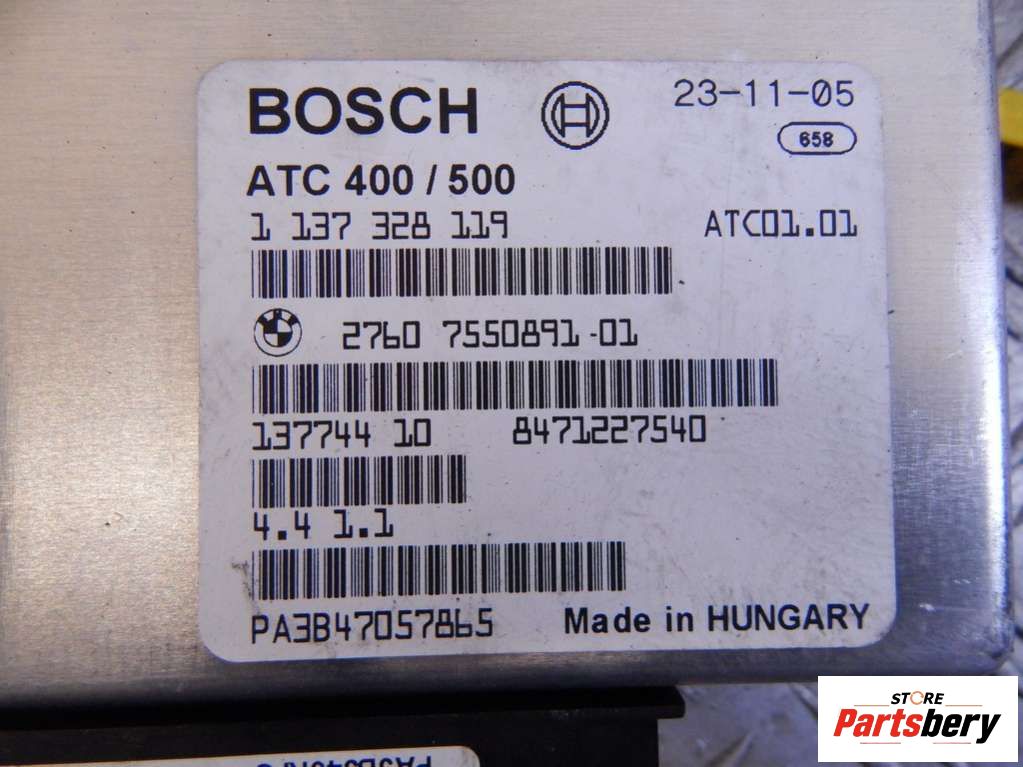 BOSCH 23-11-05
658
ATC 400 / 500
1 137 328 119 ATC01.01
2760 7550891-01
137744 10 8471227540
4.4 1.1
PA3B47057865 Made in HUNGARY
STORE
Partsbery